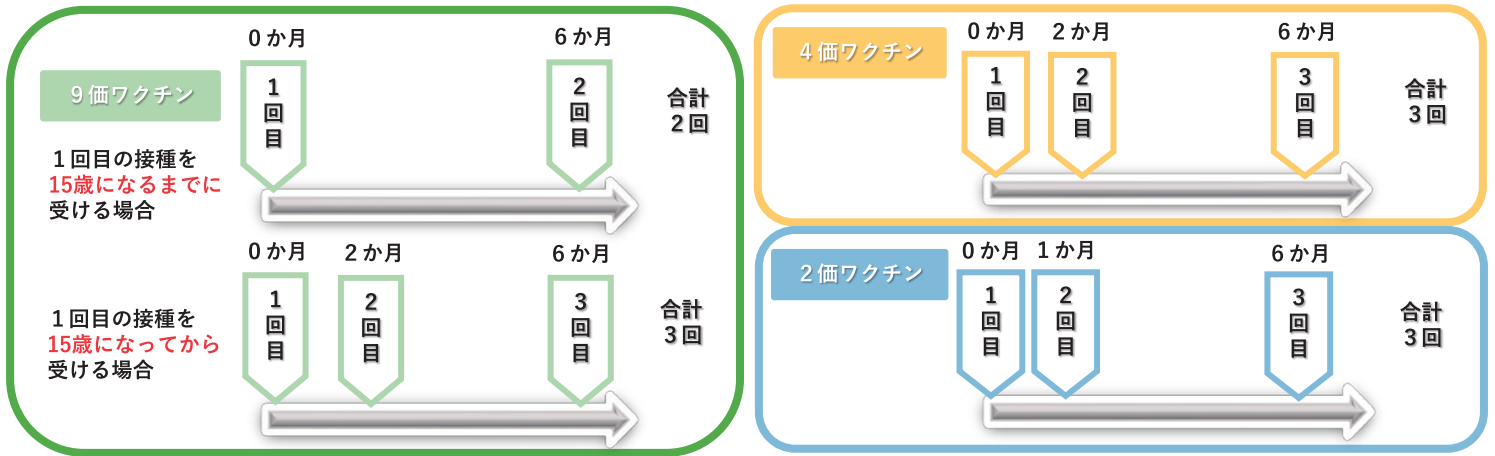 9価ワクチン
1回目の接種を
15歳になるまでに
受ける場合
0か月
6か月
1回目
2回目
合計
2回
1回目の接種を
15歳になってから
受ける場合
0か月
2か月
6か月
1回目
2回目
3回目
合計
3回
4価ワクチン
0か月
2か月
6か月
1回目
2回目
3回目
合計
3回
2価ワクチン
0か月
1か月
6か月
1回目
2回目
3回目
合計
3回